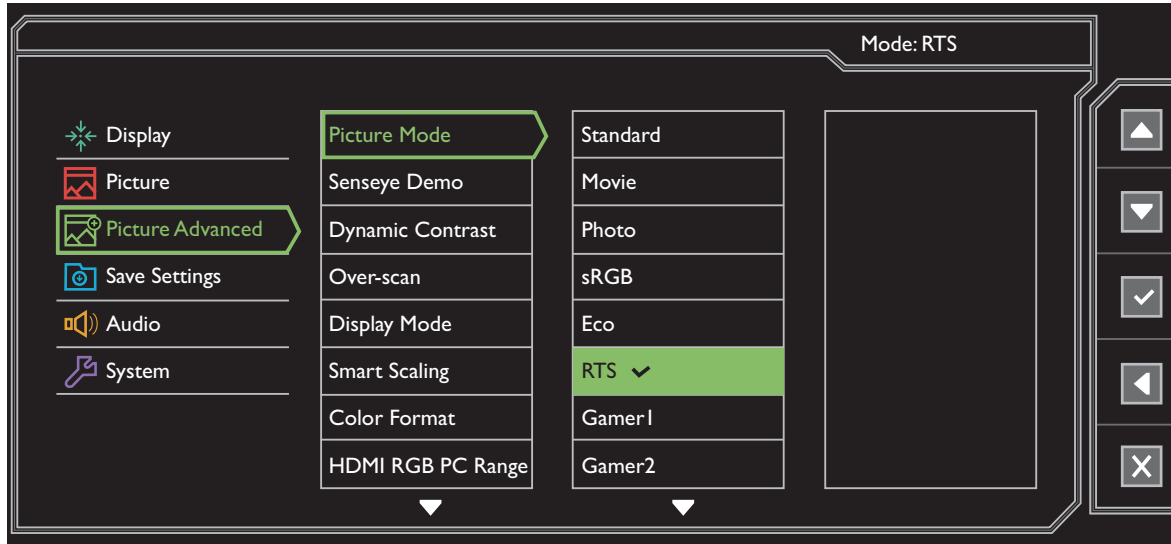 Mode: RTS
Display
Picture
Picture Advanced
Save Settings
Audio
System
Picture Mode
Senseye Demo
Dynamic Contrast
Over-scan
Display Mode
Smart Scaling
Color Format
HDMI RGB PC Range
Standard
Movie
Photo
sRGB
Eco
RTS
Gamer1
Gamer2